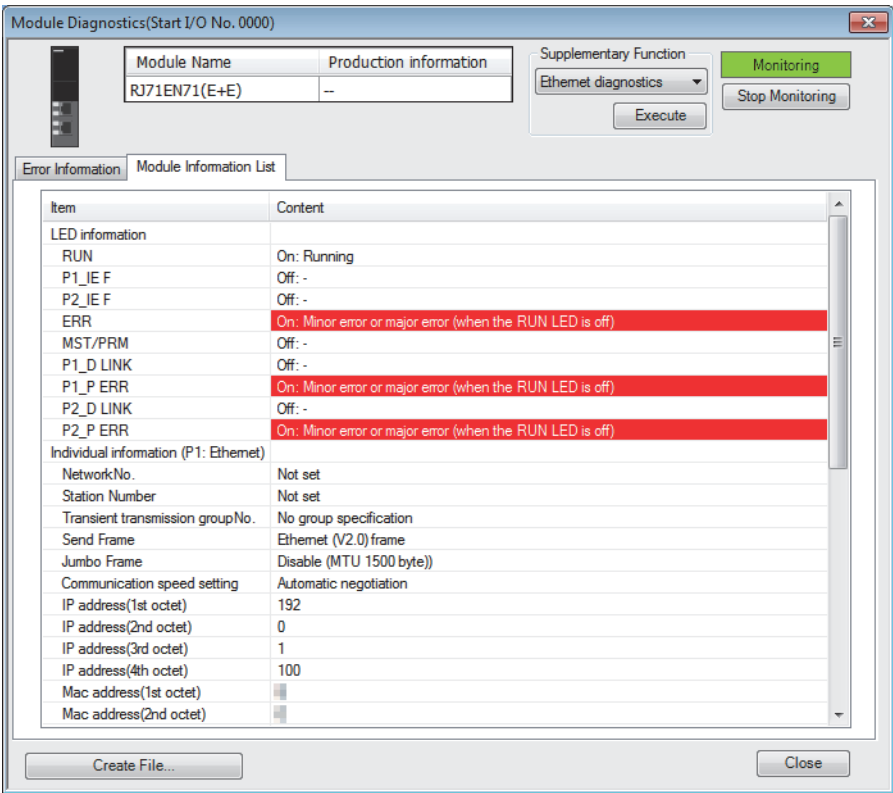 Module Diagnostics(Start I/O No. 0000)
Module Name Production information
RJ71EN71(E+E) --
Supplementary Function
Ethernet diagnostics
Execute
Monitoring
Stop Monitoring
Error Information Module Information List
Item Content
LED information
RUN On: Running
P1_IE F Off: -
P2_IE F Off: -
ERR On: Minor error or major error (when the RUN LED is off)
MST/PRM Off: -
P1_D LINK Off: -
P1_P ERR On: Minor error or major error (when the RUN LED is off)
P2_D LINK Off: -
P2_P ERR On: Minor error or major error (when the RUN LED is off)
Individual information (P1: Ethernet)
NetworkNo. Not set
Station Number Not set
Transient transmission groupNo. No group specification
Send Frame Ethernet (V2.0) frame
Jumbo Frame Disable (MTU 1500 byte))
Communication speed setting Automatic negotiation
IP address(1st octet) 192
IP address(2nd octet) 0
IP address(3rd octet) 1
IP address(4th octet) 100
Mac address(1st octet)
Mac address(2nd octet)
Create File...
Close